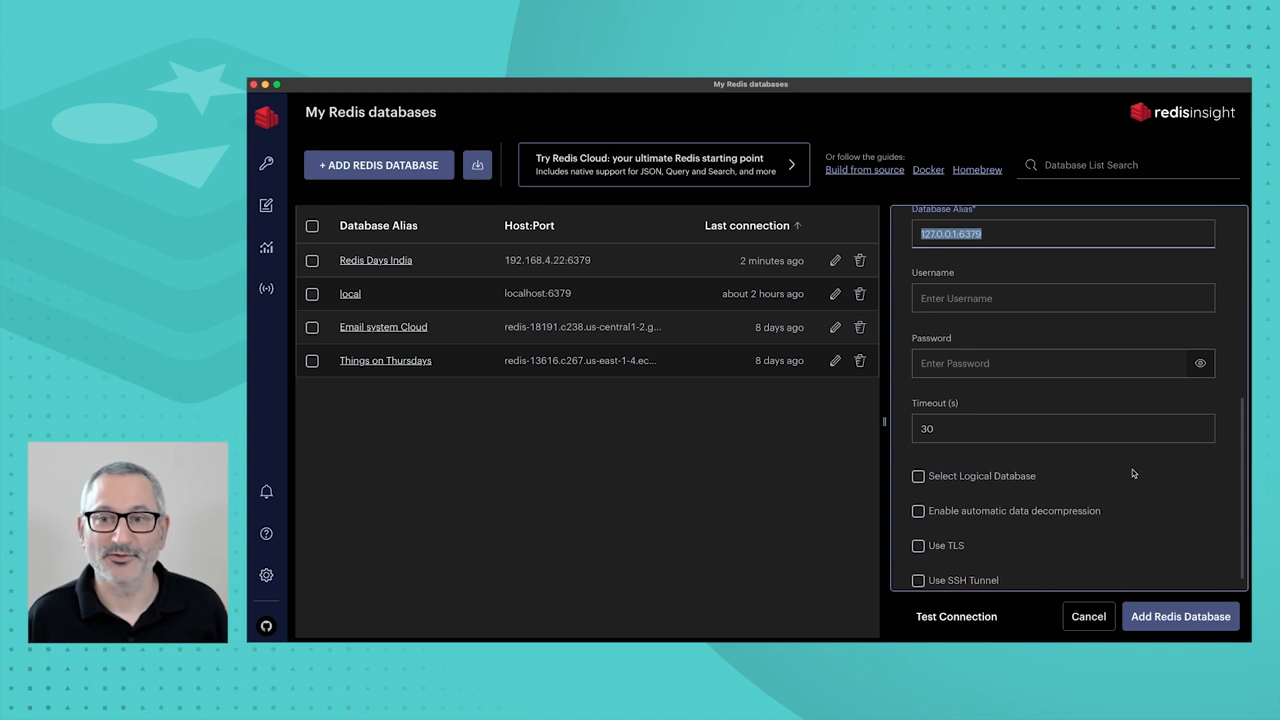 My Redis databases
My Redis databases
redisinsight
+ ADD REDIS DATABASE
Try Redis Cloud: your ultimate Redis starting point
Includes native support for JSON, Query and Search, and more
Or follow the guides:
Build from source Docker Homebrew
Database List Search
Database Alias Host:Port Last connection
Redis Days India 192.168.4.22:6379 2 minutes ago
local localhost:6379 about 2 hours ago
Email system Cloud redis-18191.c238.us-central1-2.g... 8 days ago
Things on Thursdays redis-13616.c267.us-east-1-4.ec... 8 days ago
Database Alias*
127.0.0.1:6379
Username
Enter Username
Password
Enter Password
Timeout (s)
30
Select Logical Database
Enable automatic data decompression
Use TLS
Use SSH Tunnel
Test Connection Cancel Add Redis Database